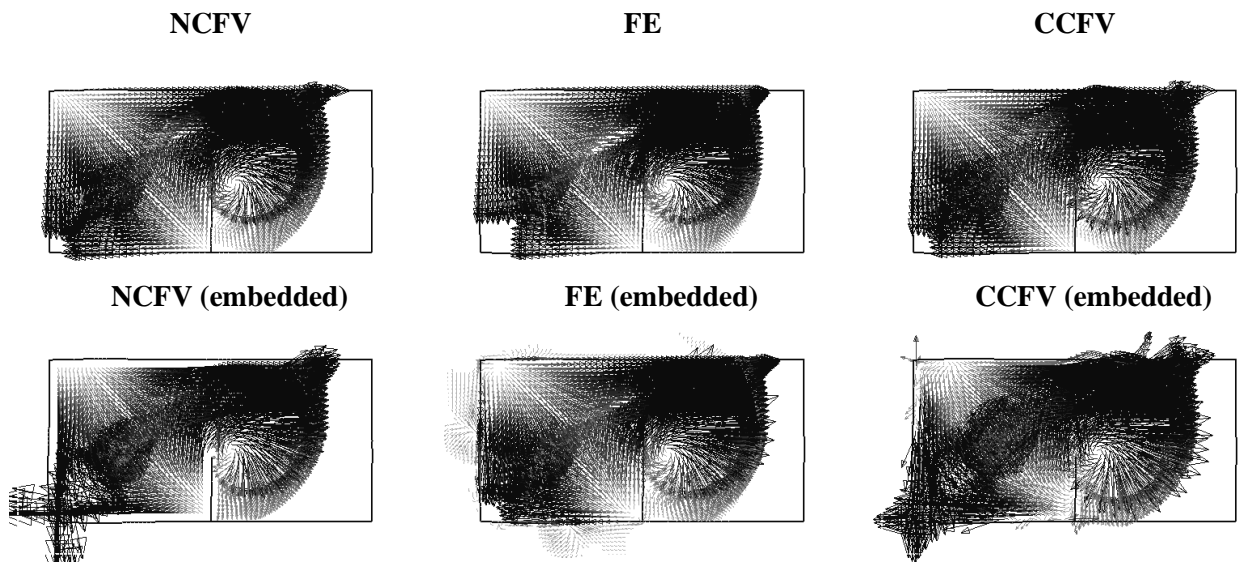 NCFV
FE
CCFV
NCFV (embedded)
FE (embedded)
CCFV (embedded)